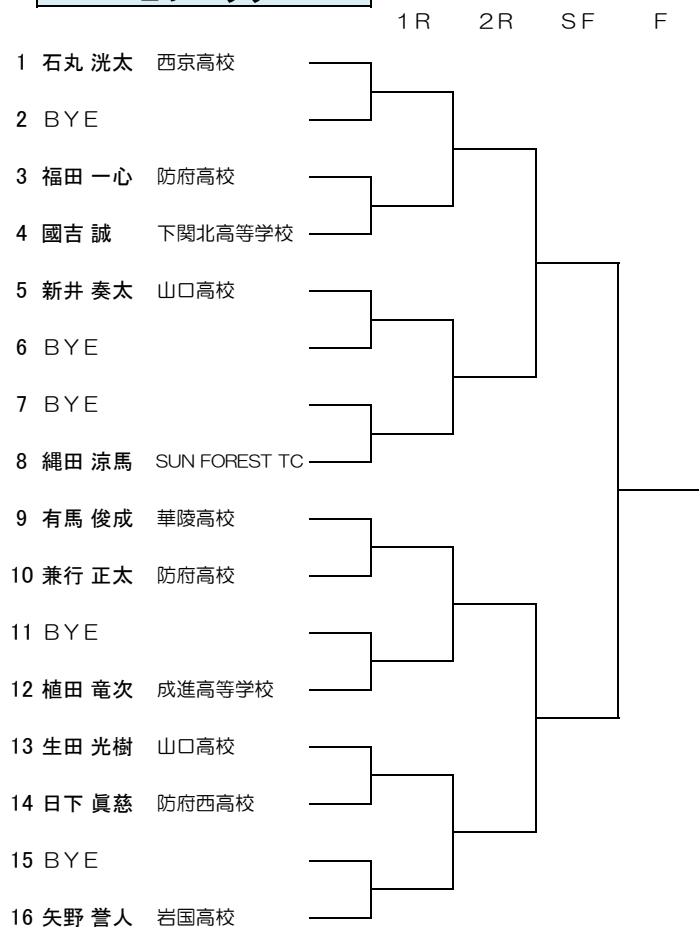 1R 2R SF F
1 石丸 洸太 西京高校
2 BYE
3 福田 一心 防府高校
4 國吉 誠 下関北高等学校
5 新井 奏太 山口高校
6 BYE
7 BYE
8 縄田 涼馬 SUN FOREST TC
9 有馬 俊成 華陵高校
10 兼行 正太 防府高校
11 BYE
12 植田 竜次 成進高等学校
13 生田 光樹 山口高校
14 日下 眞慈 防府西高校
15 BYE
16 矢野 誉人 岩国高校